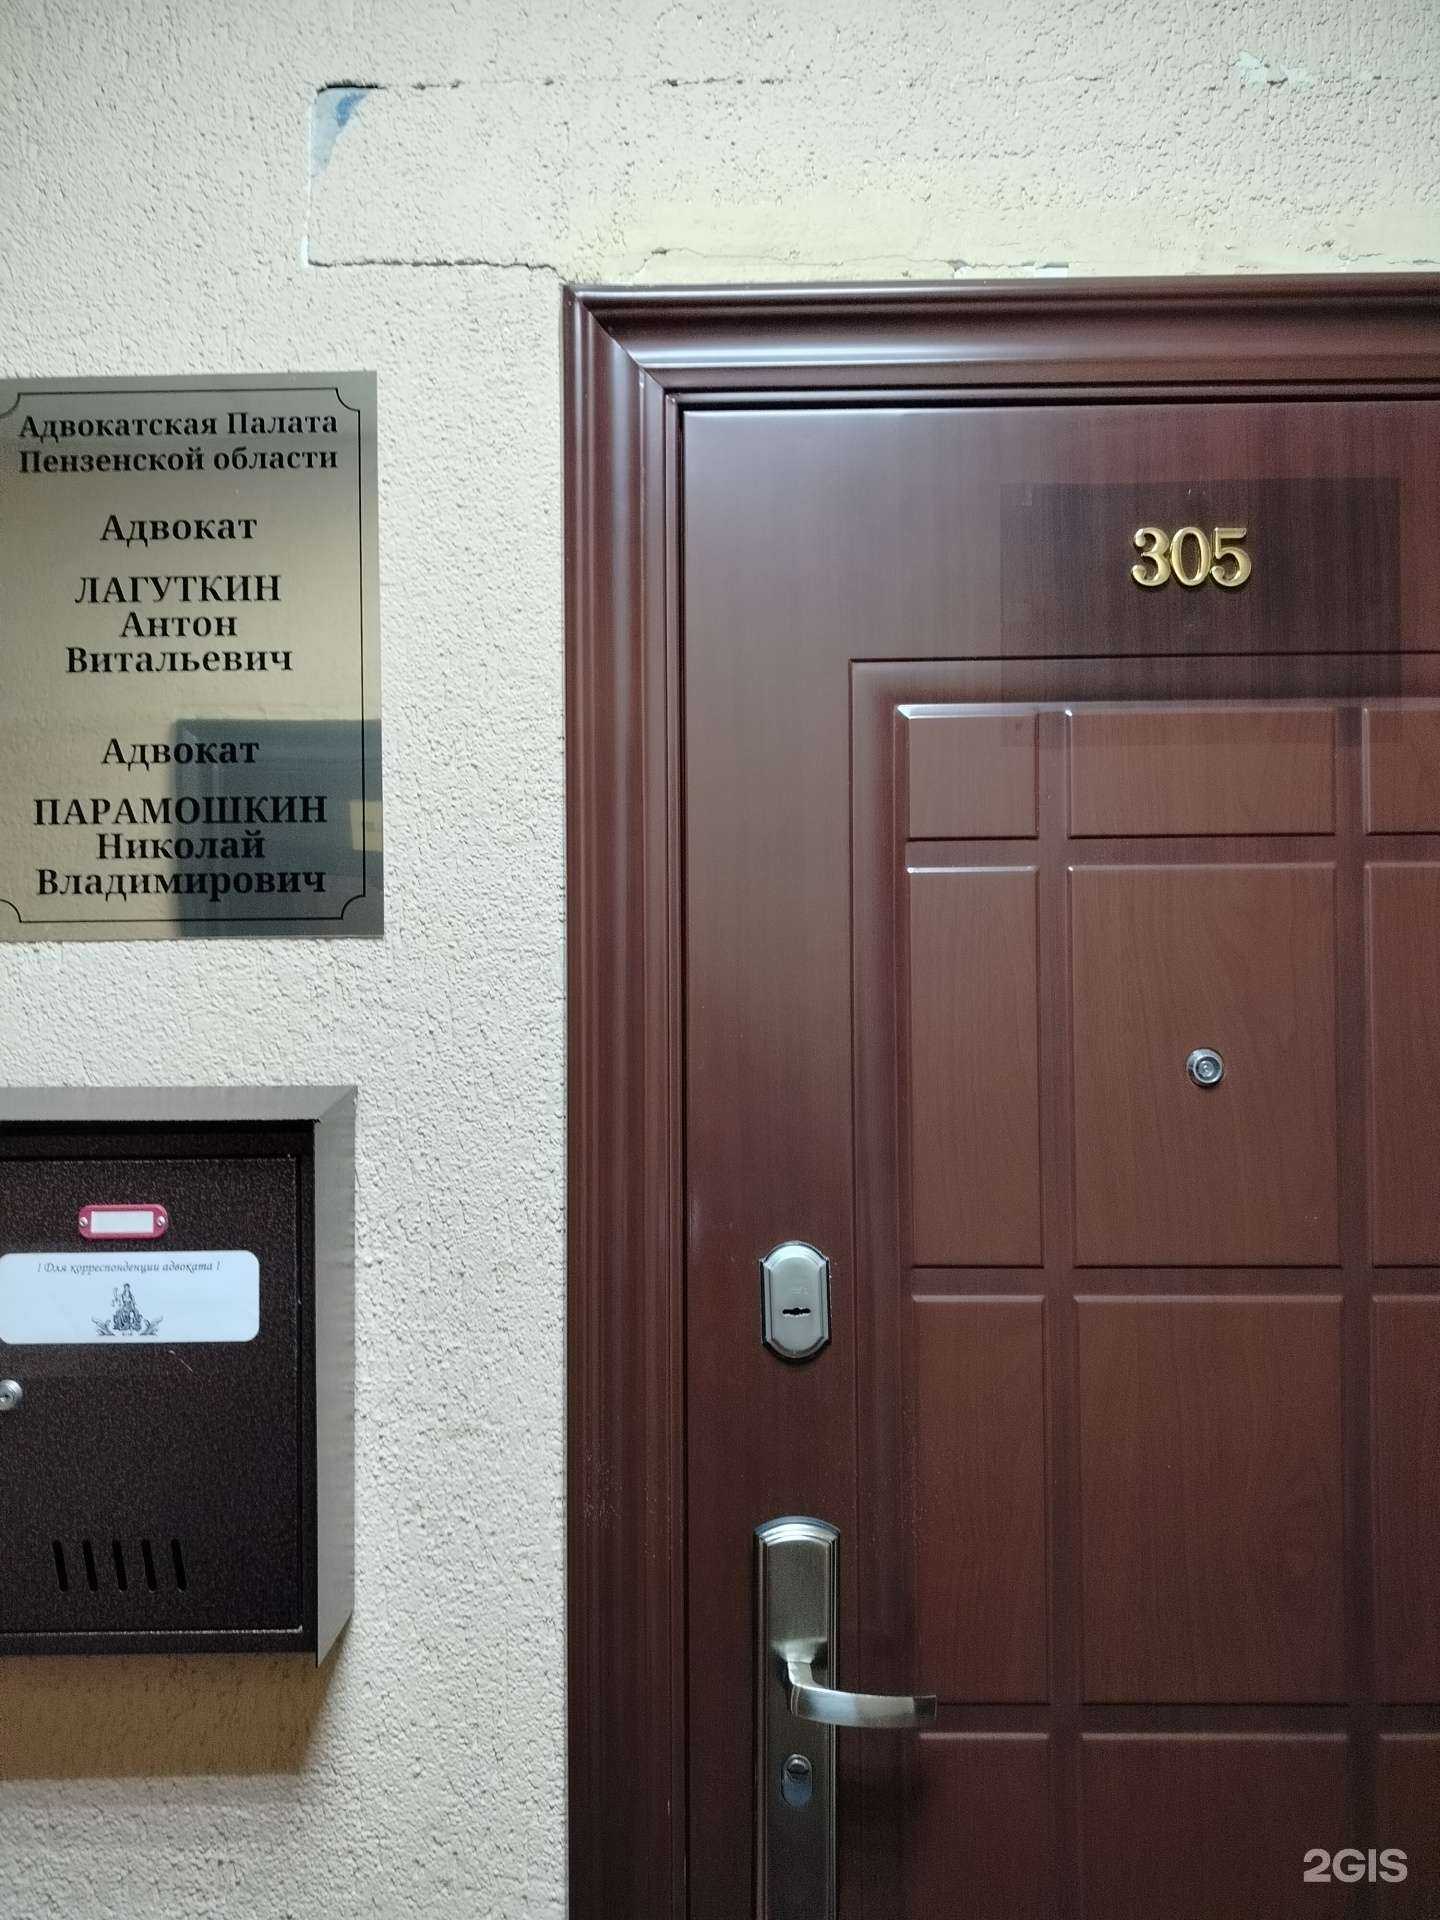 Адвокатская Палата
Пензенской области
Адвокат
ЛАГУТКИН
Антон
Витальевич
Адвокат
ПАРАМОШКИН
Николай
Владимирович
305
! Для корреспонденции адвоката !
2GIS